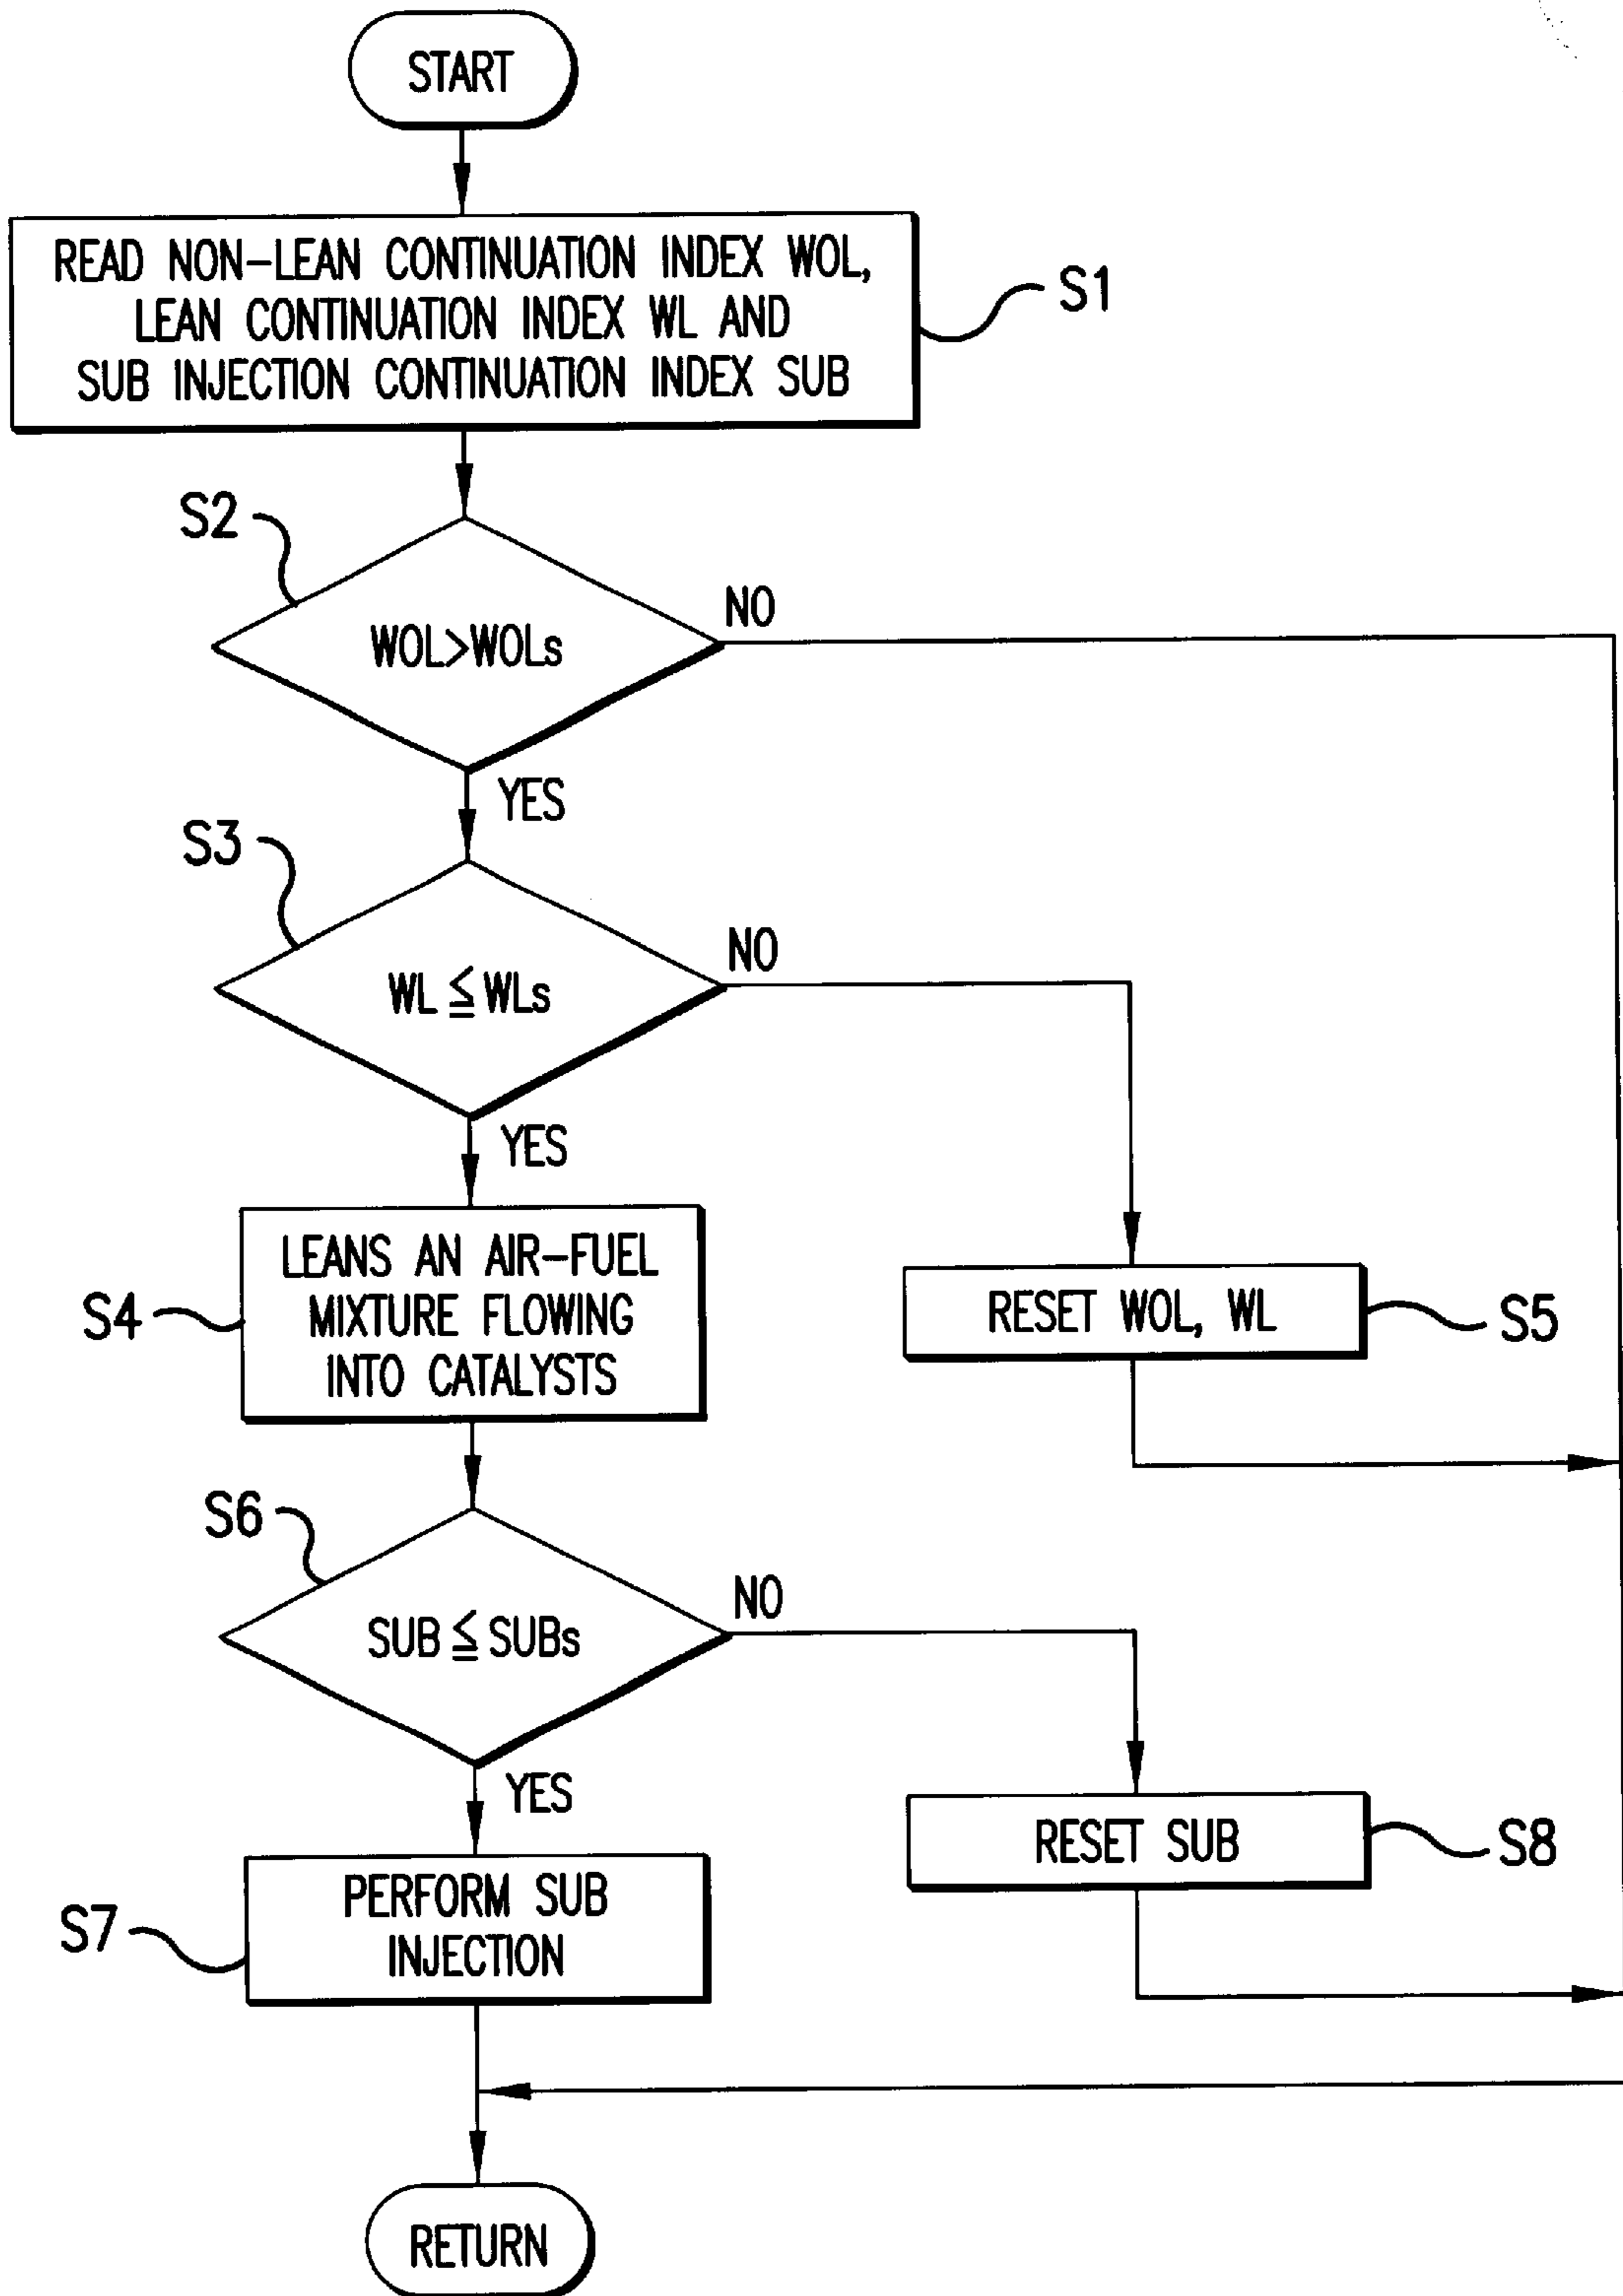 START
READ NON-LEAN CONTINUATION INDEX WOL,
LEAN CONTINUATION INDEX WL AND
SUB INJECTION CONTINUATION INDEX SUB
S1
S2
WOL>WOLs
NO
YES
S3
WL≦WLs
NO
YES
S4
LEANS AN AIR-FUEL
MIXTURE FLOWING
INTO CATALYSTS
RESET WOL, WL
S5
S6
SUB≦SUBs
NO
YES
S7
PERFORM SUB
INJECTION
RESET SUB
S8
RETURN